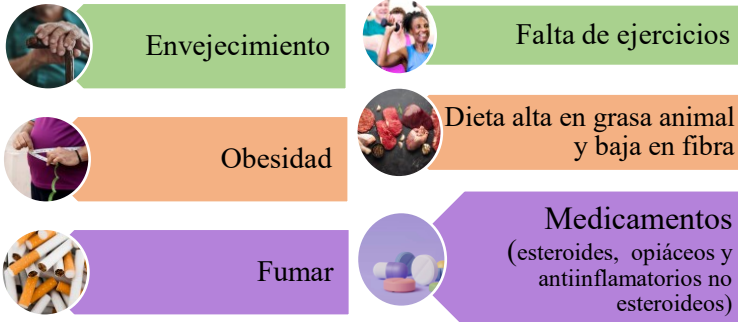 Envejecimiento
Obesidad
Fumar
Falta de ejercicios
Dieta alta en grasa animal
y baja en fibra
Medicamentos
(esteroides, opiáceos y
antiinflamatorios no
esteroideos)